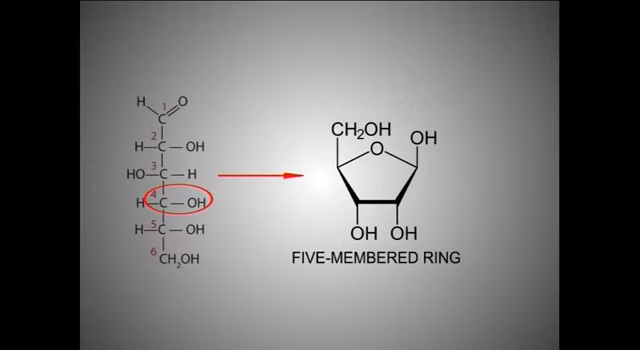 H O
1
C
2
H—C—OH
3
HO—C—H
4
H—C—OH
5
H—C—OH
6
CH₂OH
CH₂OH
O
OH
OH OH
FIVE-MEMBERED RING